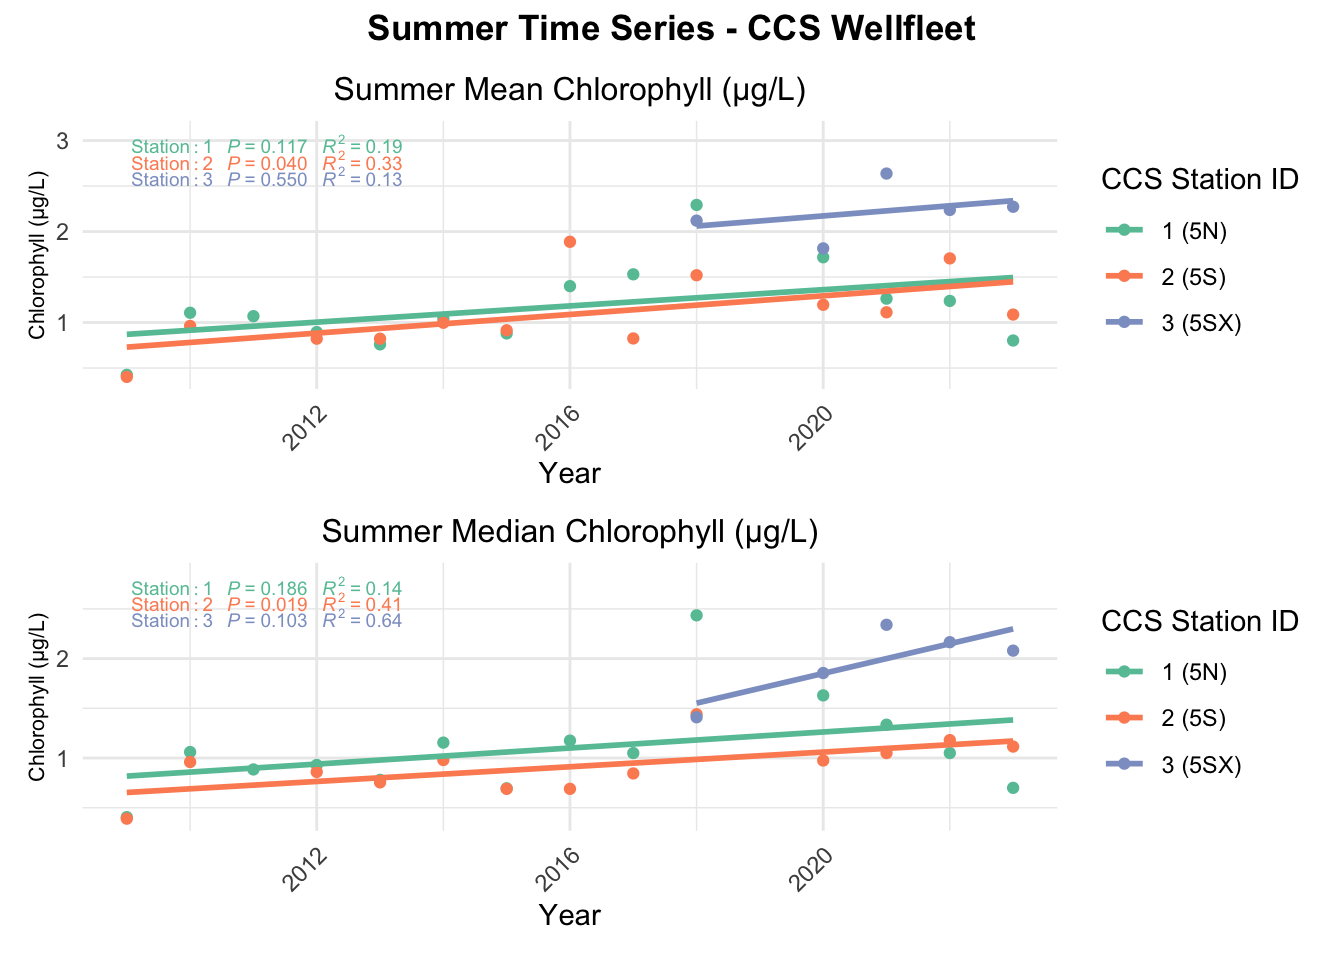 Summer Time Series - CCS Wellfleet
Summer Mean Chlorophyll (µg/L)
Station: 1 P = 0.117 R² = 0.19
Station: 2 P = 0.040 R² = 0.33
Station: 3 P = 0.550 R² = 0.13
3
2
1
Chlorophyll (µg/L)
2012
2016
2020
Year
CCS Station ID
1 (5N)
2 (5S)
3 (5SX)
Summer Median Chlorophyll (µg/L)
Station: 1 P = 0.186 R² = 0.14
Station: 2 P = 0.019 R² = 0.41
Station: 3 P = 0.103 R² = 0.64
2
1
Chlorophyll (µg/L)
2012
2016
2020
Year
CCS Station ID
1 (5N)
2 (5S)
3 (5SX)